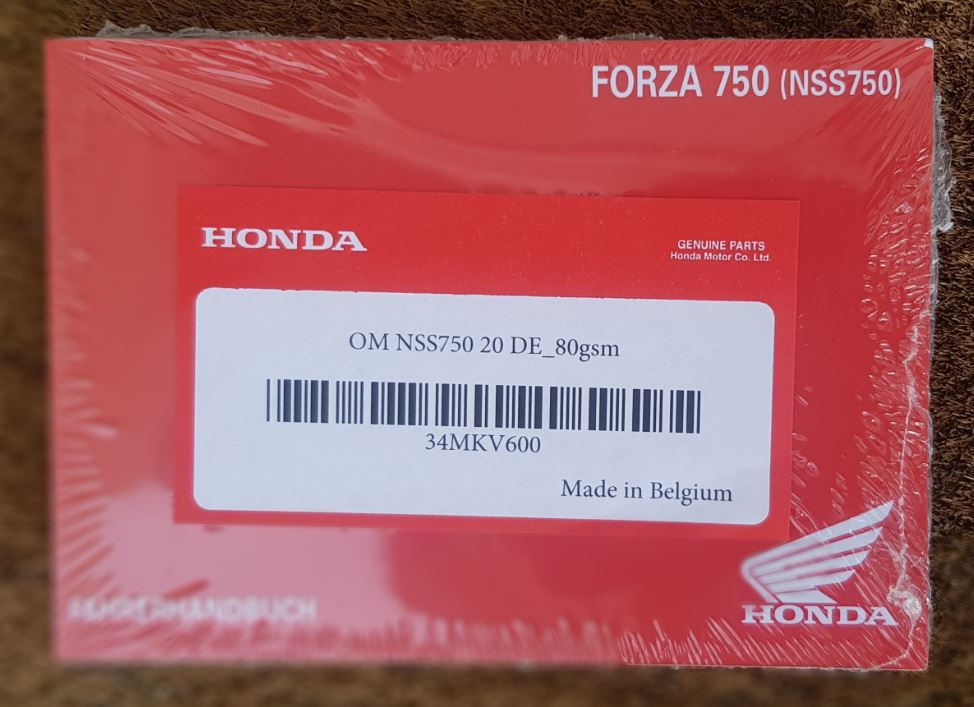 FORZA 750 (NSS750)
HONDA
GENUINE PARTS
Honda Motor Co. Ltd.
OM NSS750 20 DE_80gsm
34MKV600
Made in Belgium
FAHRERHANDBUCH
HONDA